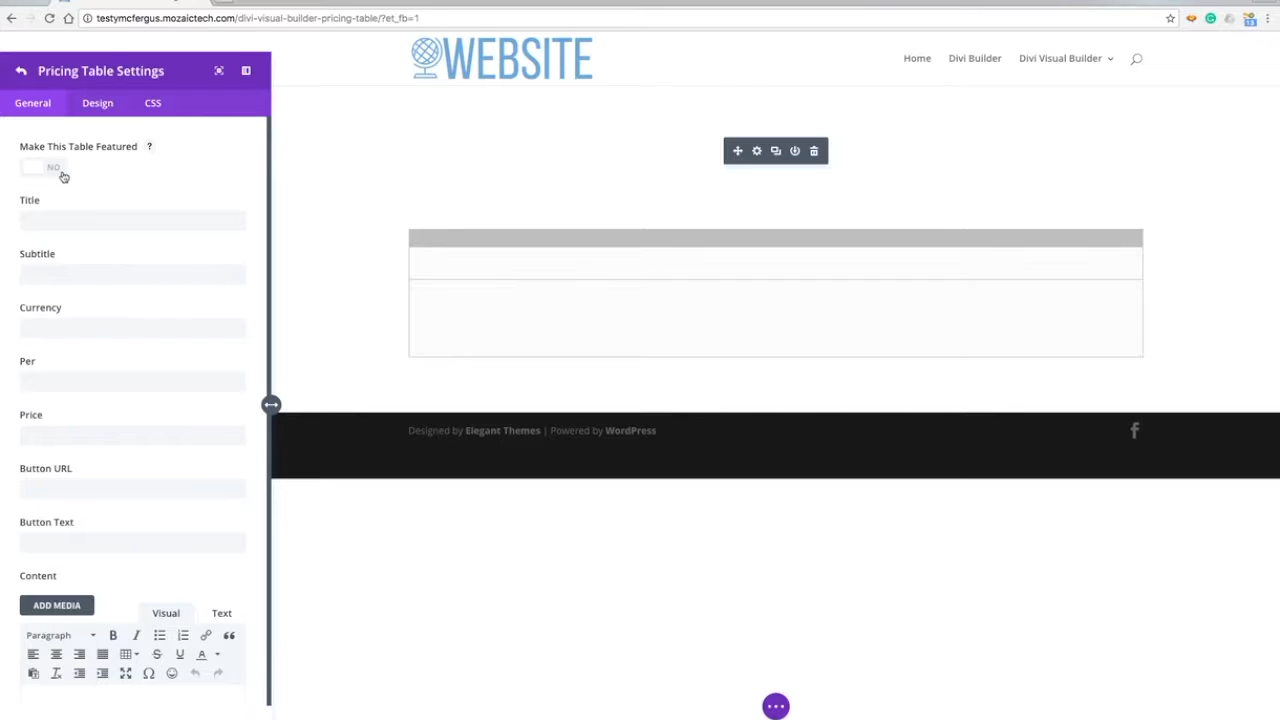 testymcfergus.mozaictech.com/divi-visual-builder-pricing-table/?et_fb=1
13
WEBSITE
Home Divi Builder Divi Visual Builder
Pricing Table Settings
General Design CSS
Make This Table Featured ?
NO
Title
Subtitle
Currency
Per
Price
Button URL
Button Text
Content
ADD MEDIA
Visual Text
Paragraph B I
Designed by Elegant Themes | Powered by WordPress